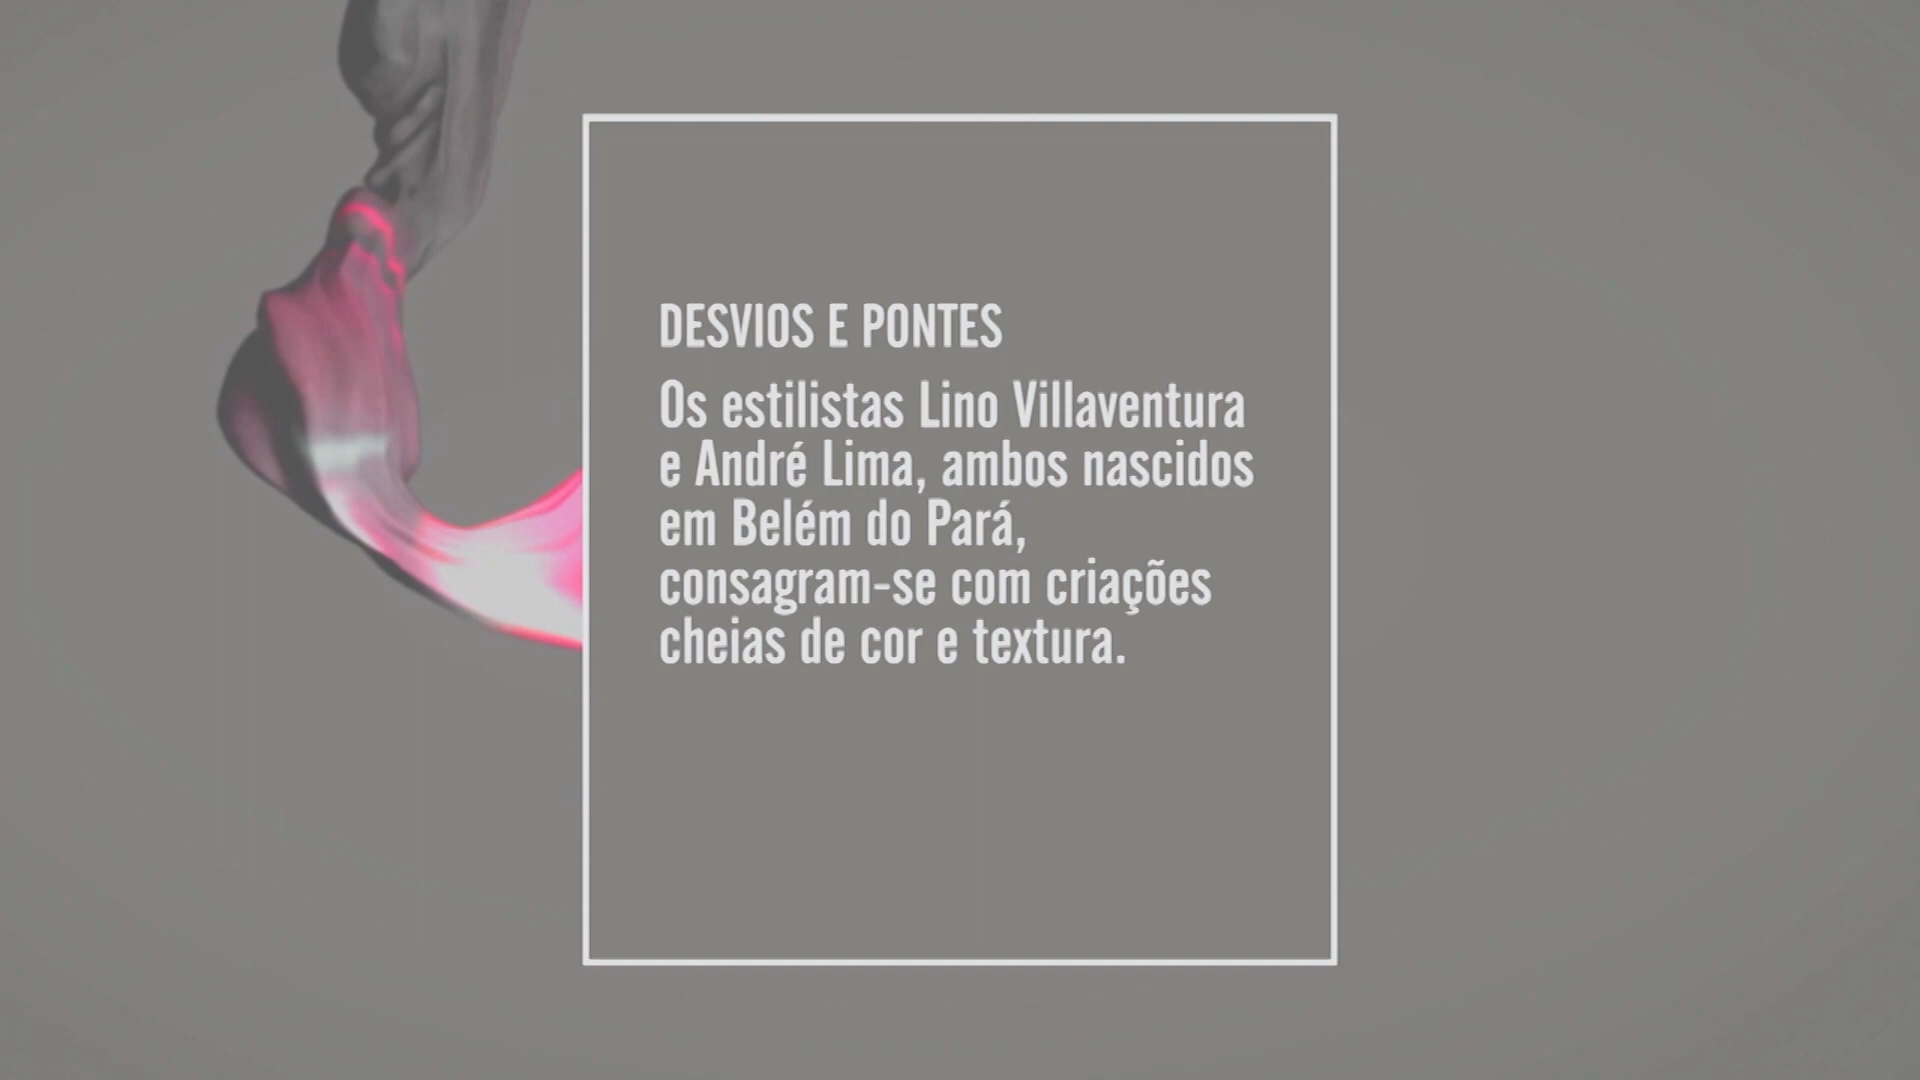 DESVIOS E PONTES
Os estilistas Lino Villaventura
e André Lima, ambos nascidos
em Belém do Pará,
consagram-se com criações
cheias de cor e textura.